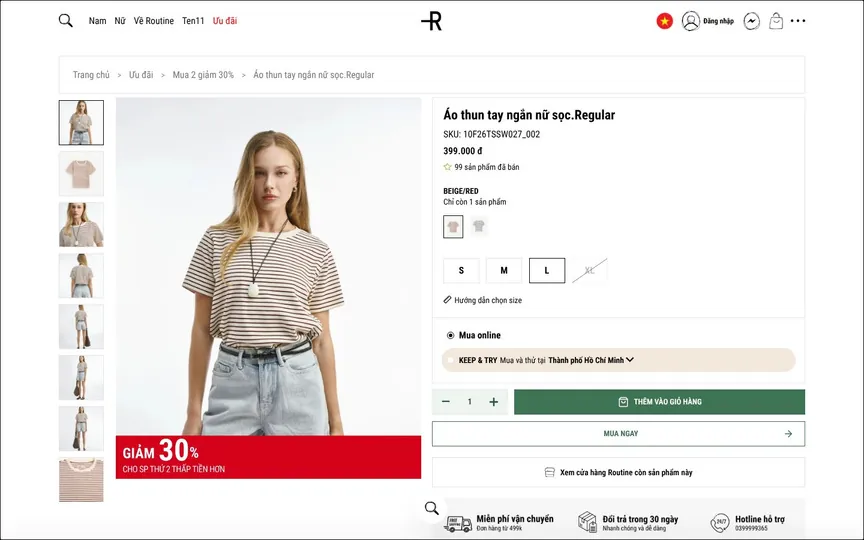 Nam Nữ Về Routine Ten11 Ưu đãi
R
Đăng nhập
Trang chủ > Ưu đãi > Mua 2 giảm 30% > Áo thun tay ngắn nữ sọc.Regular
GIẢM 30%
CHO SP THỨ 2 THẤP TIỀN HƠN
Áo thun tay ngắn nữ sọc.Regular
SKU: 10F26TSSW027_002
399.000 đ
99 sản phẩm đã bán
BEIGE/RED
Chỉ còn 1 sản phẩm
S M L XL
Hướng dẫn chọn size
Mua online
KEEP & TRY Mua và thử tại Thành phố Hồ Chí Minh
− 1 +
THÊM VÀO GIỎ HÀNG
MUA NGAY
Xem cửa hàng Routine còn sản phẩm này
FREE SHIPPING
Miễn phí vận chuyển
Đơn hàng từ 499k
Đổi trả trong 30 ngày
Nhanh chóng và dễ dàng
24/7
Hotline hỗ trợ
0399999365